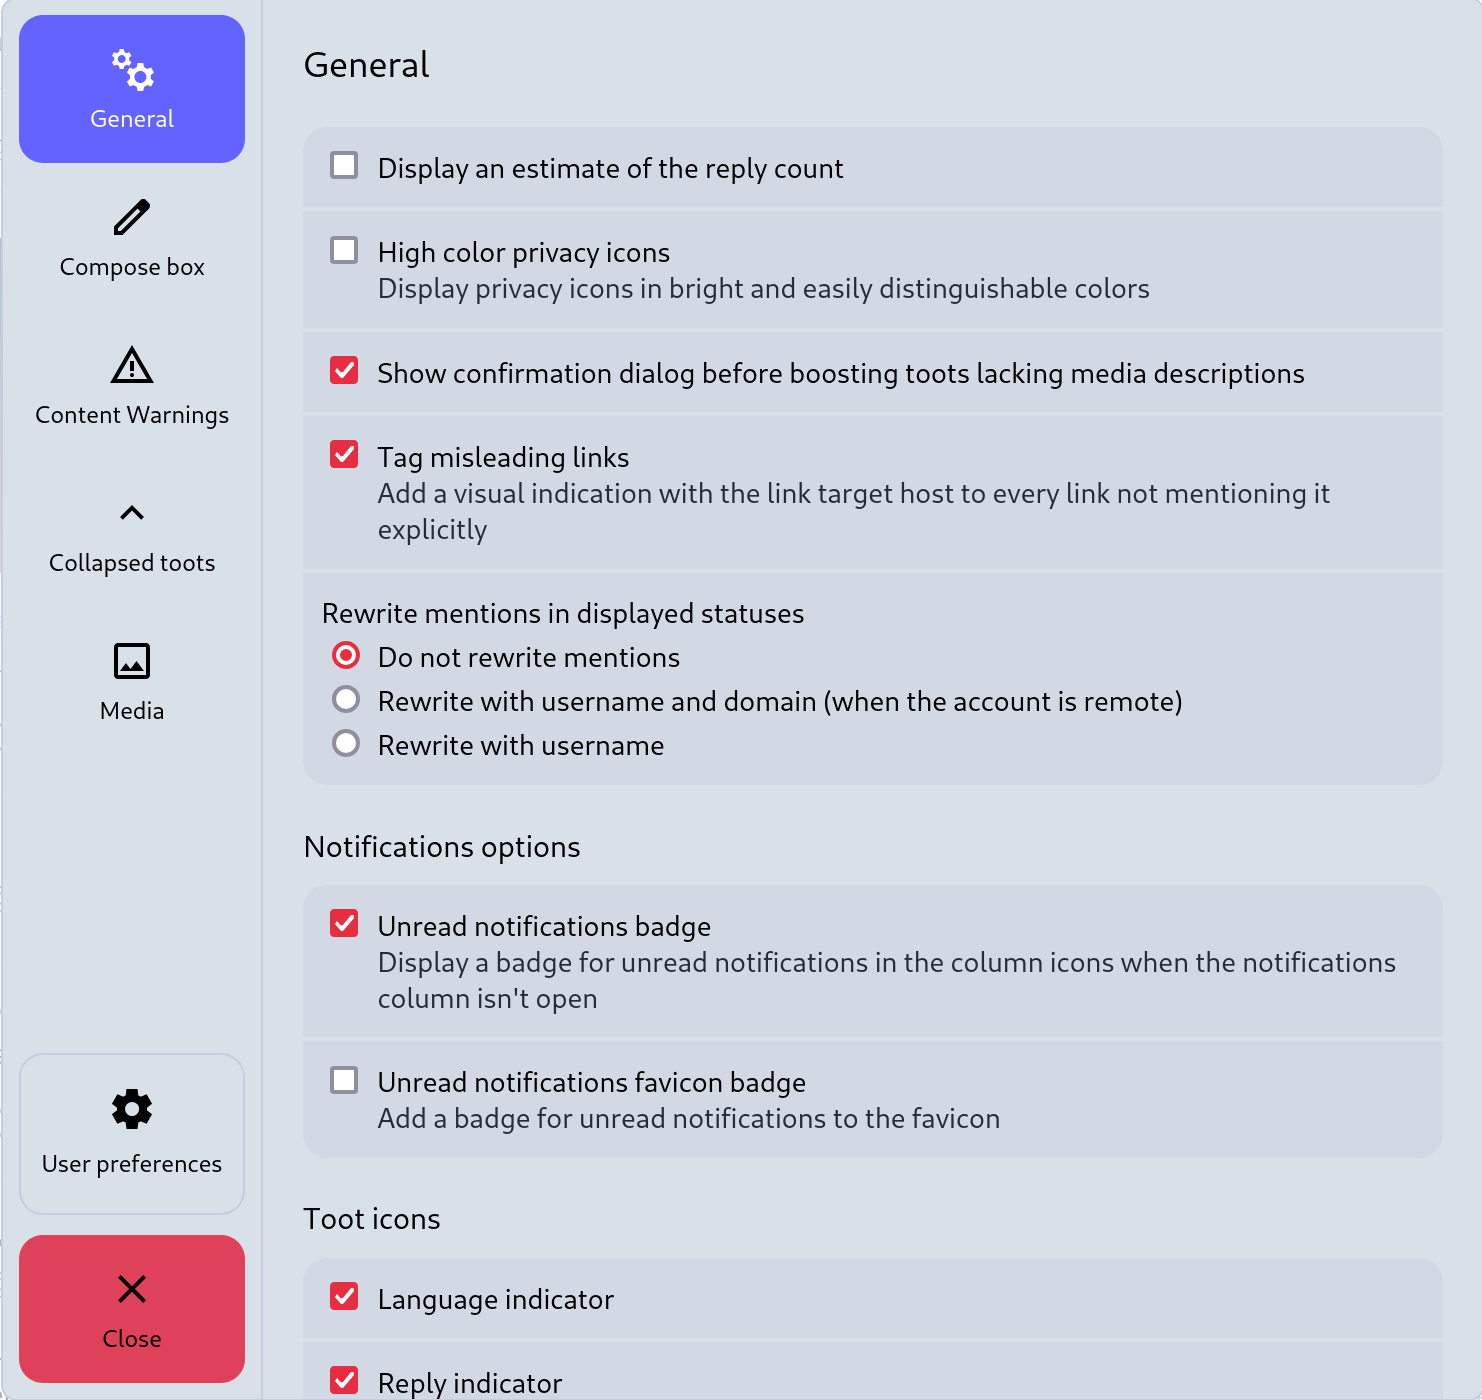 General
Compose box
Content Warnings
Collapsed toots
Media
User preferences
Close
General
Display an estimate of the reply count
High color privacy icons
Display privacy icons in bright and easily distinguishable colors
Show confirmation dialog before boosting toots lacking media descriptions
Tag misleading links
Add a visual indication with the link target host to every link not mentioning it
explicitly
Rewrite mentions in displayed statuses
Do not rewrite mentions
Rewrite with username and domain (when the account is remote)
Rewrite with username
Notifications options
Unread notifications badge
Display a badge for unread notifications in the column icons when the notifications
column isn't open
Unread notifications favicon badge
Add a badge for unread notifications to the favicon
Toot icons
Language indicator
Reply indicator